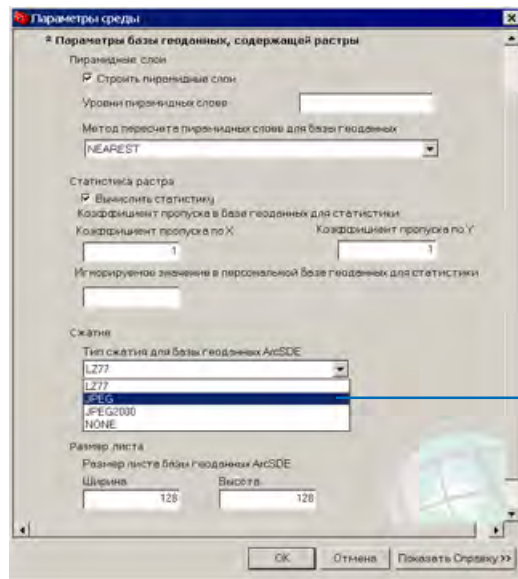 Параметры среды
Параметры базы геоданных, содержащей растры
Пирамидные слои
Строить пирамидные слои
Уровни пирамидных слоев
Метод пересчета пирамидных слоев для базы геоданных
NEAREST
Статистика растра
Вычислить статистику
Коэффициент пропуска в базе геоданных для статистики
Коэффициент пропуска по X Коэффициент пропуска по Y
1 1
Игнорируемое значение в персональной базе геоданных для статистики
Сжатие
Тип сжатия для базы геоданных ArcSDE
LZ77
LZ77
JPEG
JPEG2000
NONE
Размер листа
Размер листа базы геоданных ArcSDE
Ширина Высота
128 128
OK Отмена Показать Справку >>